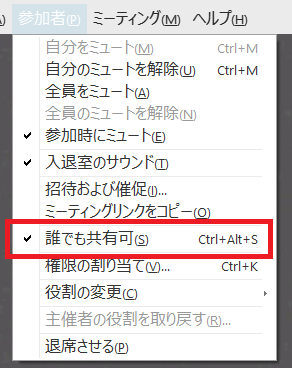 ) 参加者(P) ミーティング(M) ヘルプ(H)
自分をミュート(M) Ctrl+M
自分のミュートを解除(U) Ctrl+M
全員をミュート(A)
全員のミュートを解除(N)
✓ 参加時にミュート(E)
✓ 入退室のサウンド(T)
招待および催促(I)...
ミーティングリンクをコピー(O)
✓ 誰でも共有可(S) Ctrl+Alt+S
権限の割り当て(V)... Ctrl+K
役割の変更(C)
主催者の役割を取り戻す(R)...
退席させる(P)